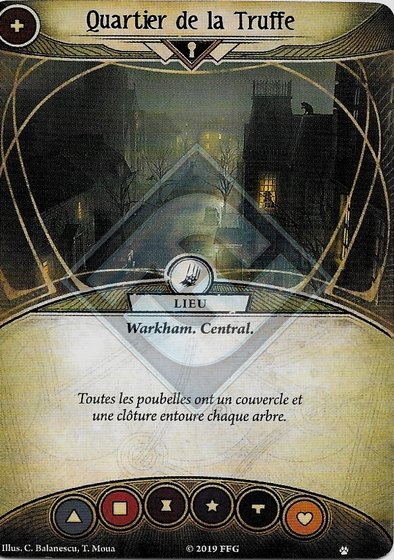 Quartier de la Truffe
LIEU
Warkham. Central.
Toutes les poubelles ont un couvercle et
une clôture entoure chaque arbre.
Illus. C. Balanescu, T. Moua
© 2019 FFG